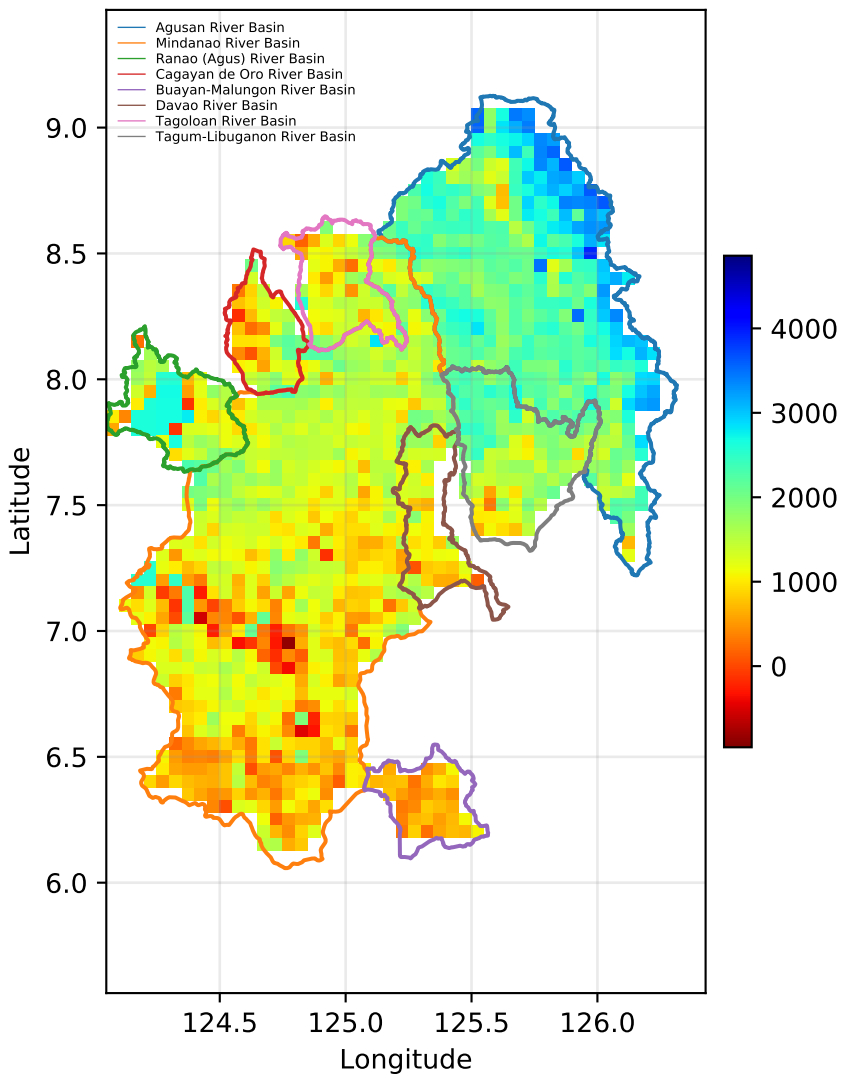 Agusan River Basin
Mindanao River Basin
Ranao (Agus) River Basin
Cagayan de Oro River Basin
Buayan-Malungon River Basin
Davao River Basin
Tagoloan River Basin
Tagum-Libuganon River Basin
9.0
8.5
8.0
7.5
7.0
6.5
6.0
Latitude
124.5
125.0
125.5
126.0
Longitude
4000
3000
2000
1000
0